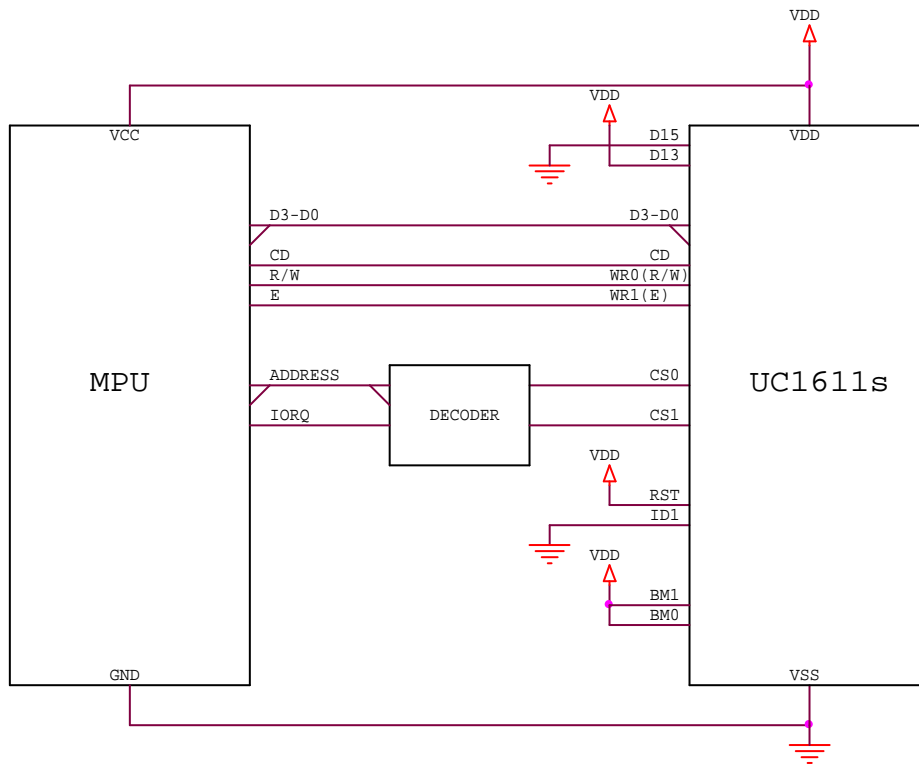 VDD
VCC
VDD
VDD
D15
D13
D3-D0
D3-D0
CD
CD
R/W
WR0(R/W)
E
WR1(E)
MPU
ADDRESS
IORQ
DECODER
CS0
CS1
UC1611s
VDD
RST
ID1
VDD
BM1
BM0
GND
VSS